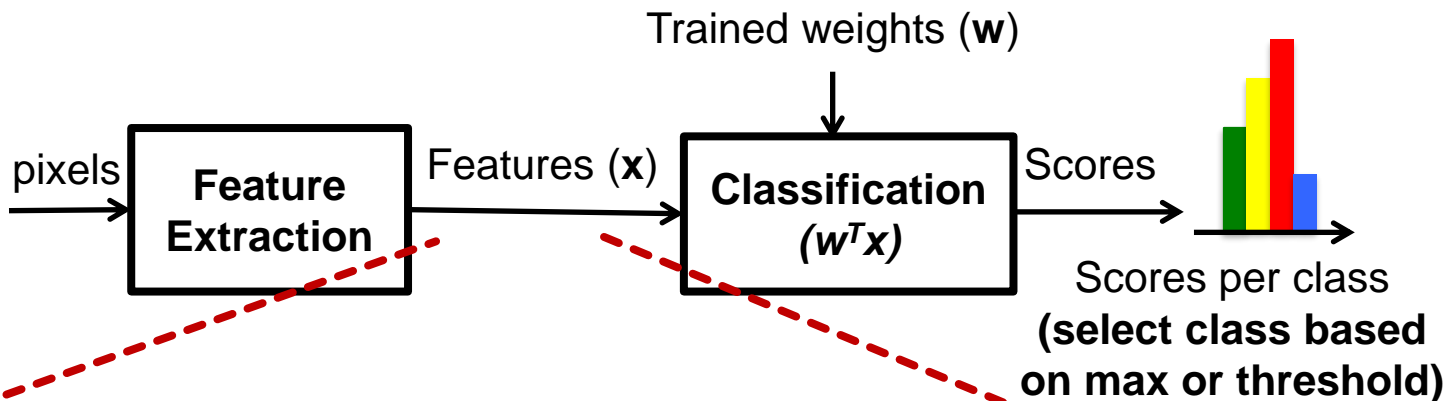 Trained weights (w)
pixels
Feature
Extraction
Features (x)
Classification
(wᵀx)
Scores
Scores per class
(select class based
on max or threshold)